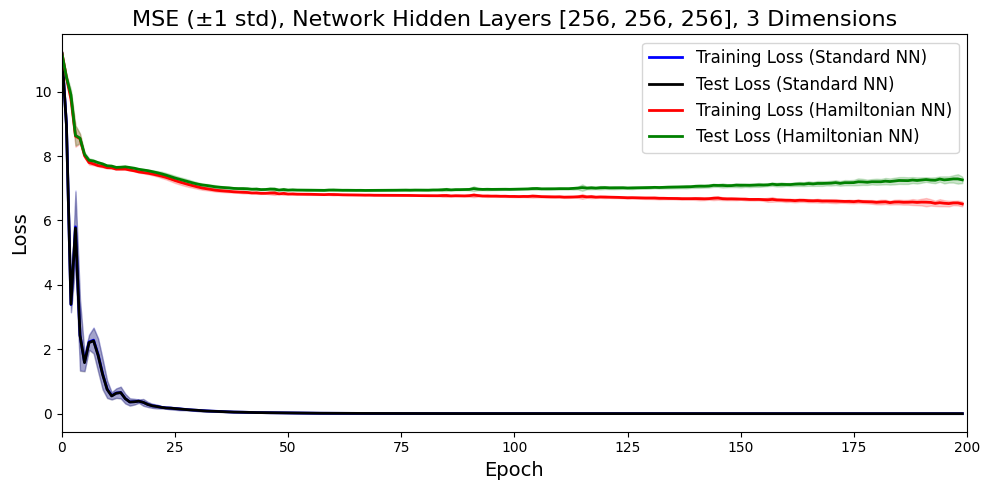 MSE (±1 std), Network Hidden Layers [256, 256, 256], 3 Dimensions
Training Loss (Standard NN)
Test Loss (Standard NN)
Training Loss (Hamiltonian NN)
Test Loss (Hamiltonian NN)
Loss
10
8
6
4
2
0
0 25 50 75 100 125 150 175 200
Epoch